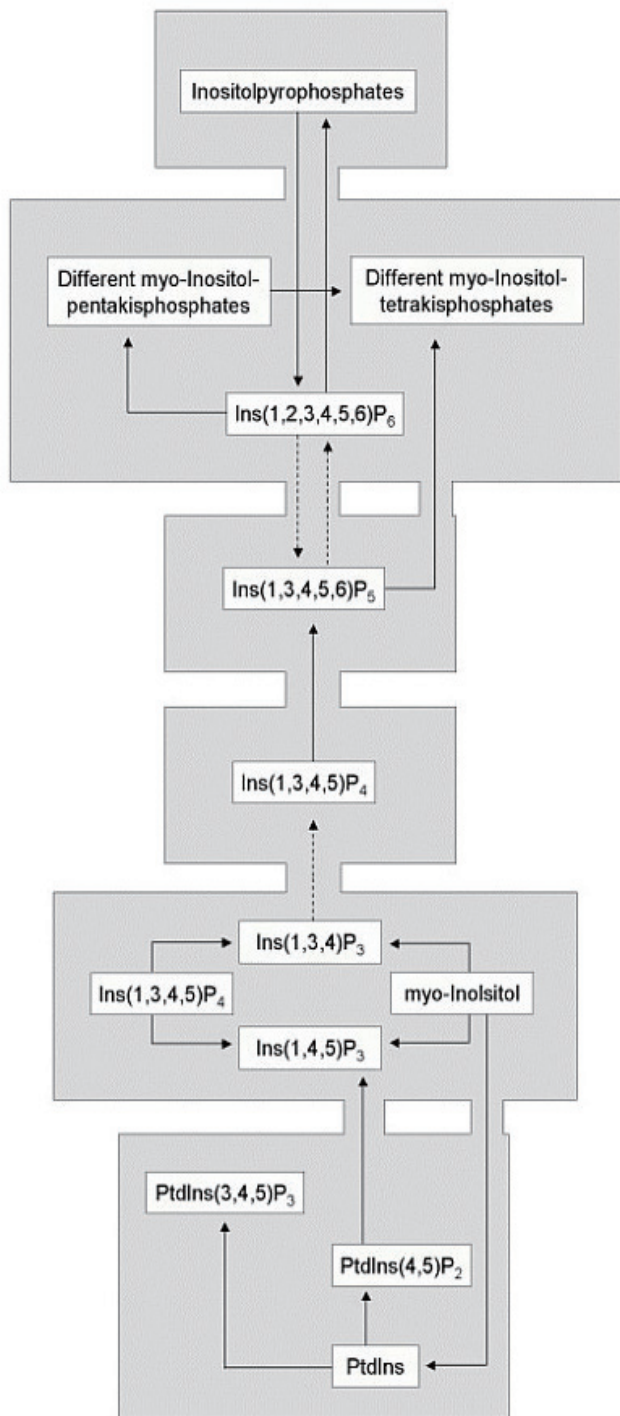 Inositolpyrophosphates
Different myo-Inositol-
pentakisphosphates
Different myo-Inositol-
tetrakisphosphates
Ins(1,2,3,4,5,6)P₆
Ins(1,3,4,5,6)P₅
Ins(1,3,4,5)P₄
Ins(1,3,4)P₃
Ins(1,3,4,5)P₄
myo-Inolsitol
Ins(1,4,5)P₃
PtdIns(3,4,5)P₃
PtdIns(4,5)P₂
PtdIns